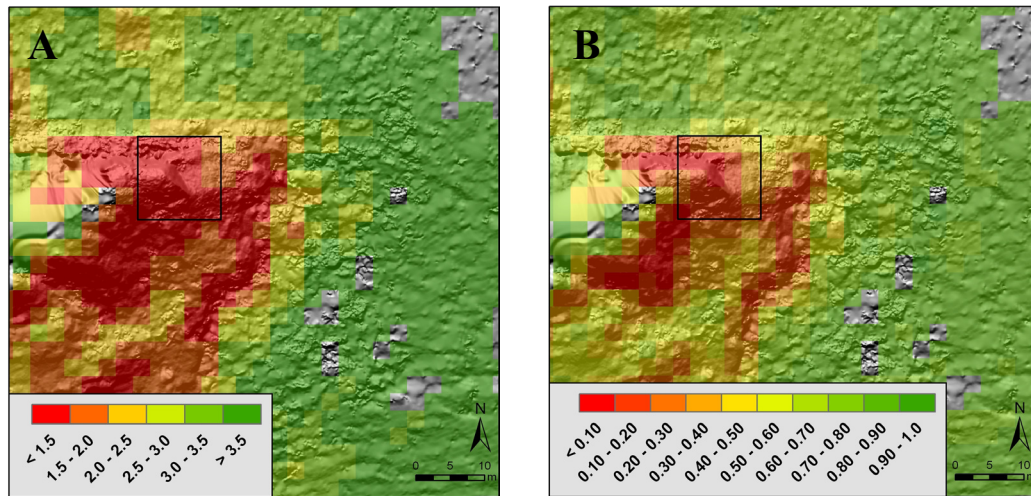 A
< 1.5
1.5 - 2.0
2.0 - 2.5
2.5 - 3.0
3.0 - 3.5
> 3.5
N
0 5 10
m
B
< 0.10
0.10 - 0.20
0.20 - 0.30
0.30 - 0.40
0.40 - 0.50
0.50 - 0.60
0.60 - 0.70
0.70 - 0.80
0.80 - 0.90
0.90 - 1.0
N
0 5 10
m